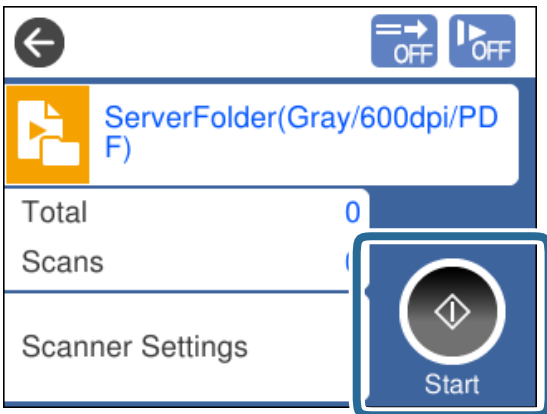 OFF
OFF
ServerFolder(Gray/600dpi/PD
F)
Total 0
Scans
Scanner Settings
Start